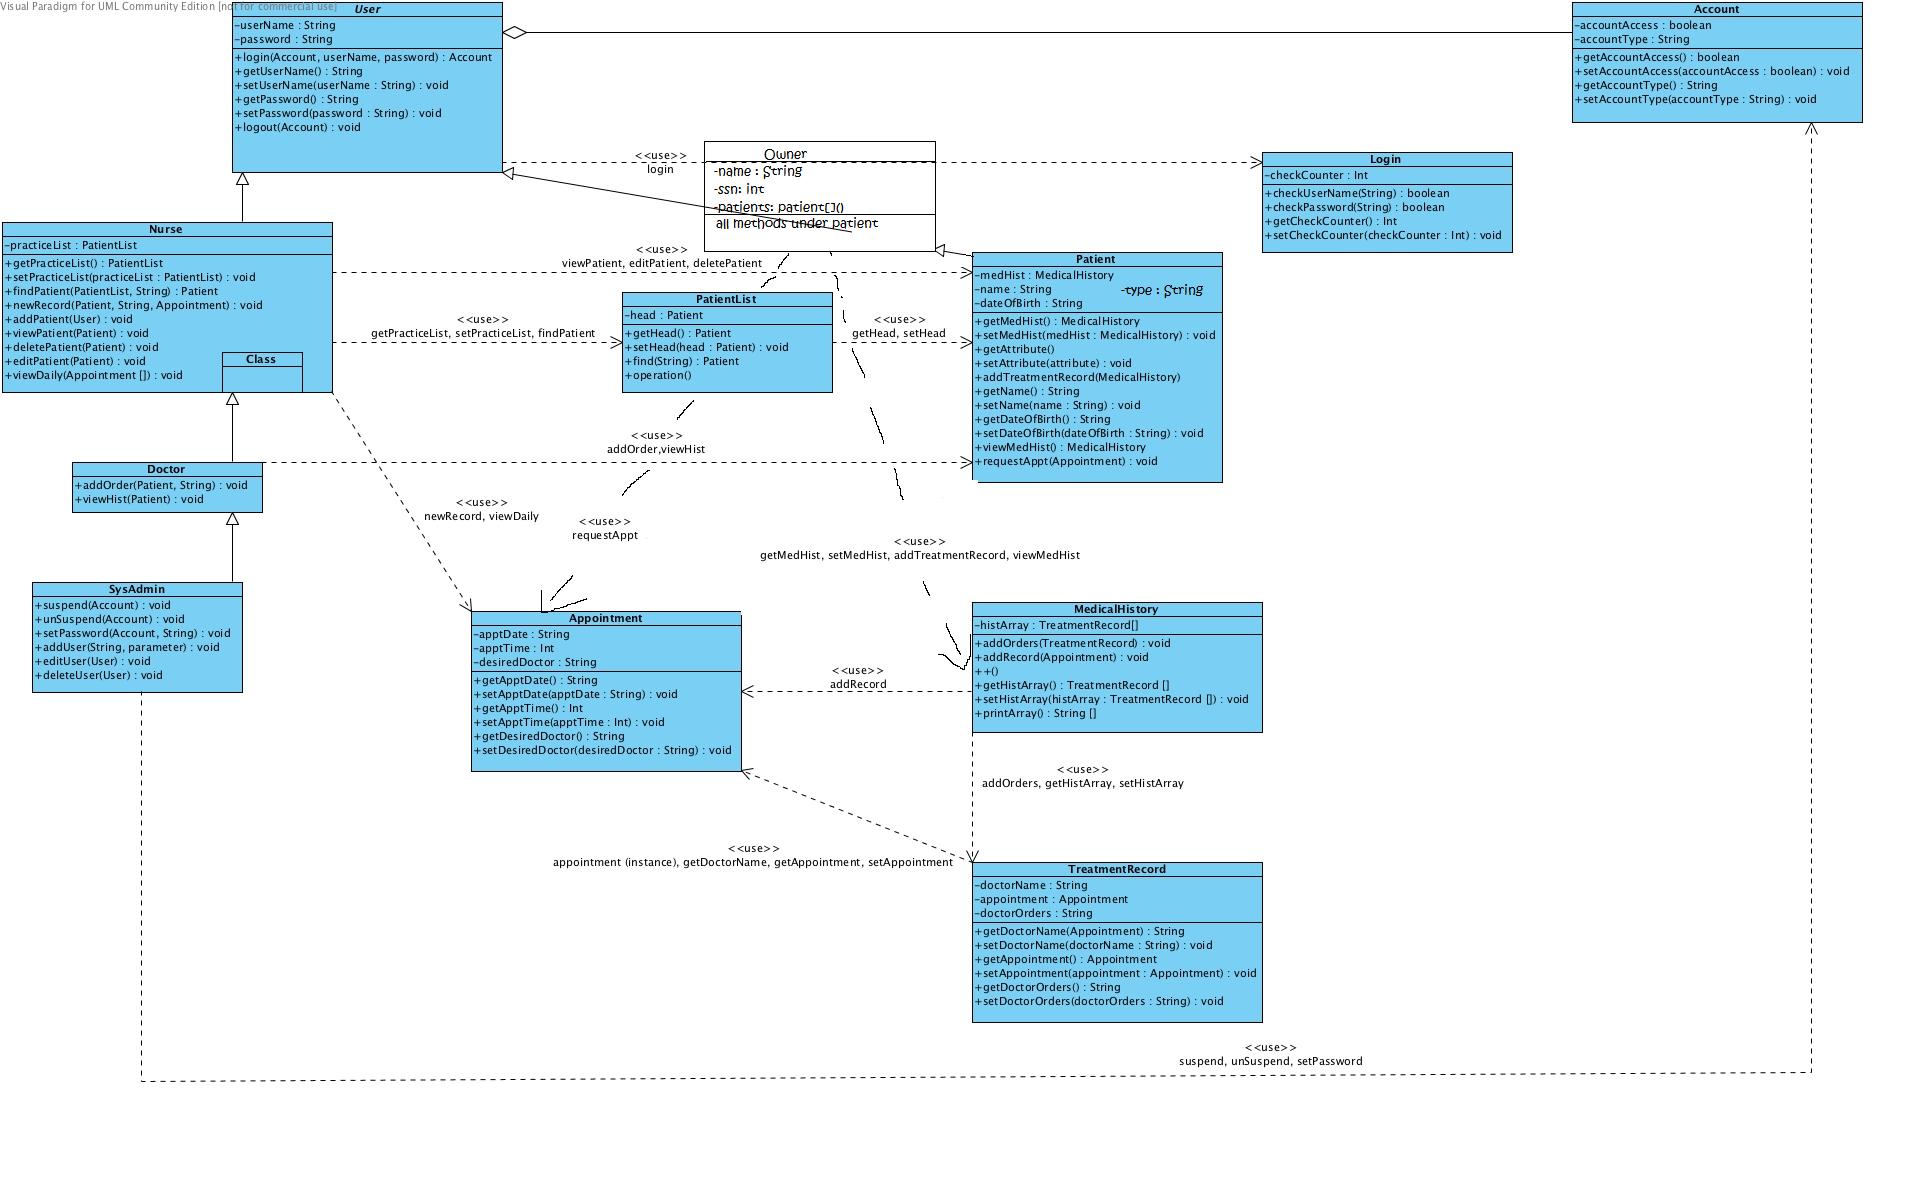 Visual Paradigm for UML Community Edition [not for commercial use]
User
-userName : String
-password : String
+login(Account, userName, password) : Account
+getUserName() : String
+setUserName(userName : String) : void
+getPassword() : String
+setPassword(password : String) : void
+logout(Account) : void
Account
-accountAccess : boolean
-accountType : String
+getAccountAccess() : boolean
+setAccountAccess(accountAccess : boolean) : void
+getAccountType() : String
+setAccountType(accountType : String) : void
<<use>>
login
Owner
-name : String
-ssn: int
-patients: patient[]()
all methods under patient
Login
-checkCounter : Int
+checkUserName(String) : boolean
+checkPassword(String) : boolean
+getCheckCounter() : Int
+setCheckCounter(checkCounter : Int) : void
Nurse
-practiceList : PatientList
+getPracticeList() : PatientList
+setPracticeList(practiceList : PatientList) : void
+findPatient(PatientList, String) : Patient
+newRecord(Patient, String, Appointment) : void
+addPatient(User) : void
+viewPatient(Patient) : void
+deletePatient(Patient) : void
+editPatient(Patient) : void
+viewDaily(Appointment []) : void
Class
<<use>>
viewPatient, editPatient, deletePatient
<<use>>
getPracticeList, setPracticeList, findPatient
PatientList
-head : Patient
+getHead() : Patient
+setHead(head : Patient) : void
+find(String) : Patient
+operation()
<<use>>
getHead, setHead
Patient
-medHist : MedicalHistory
-name : String
-type : String
-dateOfBirth : String
+getMedHist() : MedicalHistory
+setMedHist(medHist : MedicalHistory) : void
+getAttribute()
+setAttribute(attribute) : void
+addTreatmentRecord(MedicalHistory)
+getName() : String
+setName(name : String) : void
+getDateOfBirth() : String
+setDateOfBirth(dateOfBirth : String) : void
+viewMedHist() : MedicalHistory
+requestAppt(Appointment) : void
<<use>>
addOrder,viewHist
Doctor
+addOrder(Patient, String) : void
+viewHist(Patient) : void
<<use>>
newRecord, viewDaily
<<use>>
requestAppt
<<use>>
getMedHist, setMedHist, addTreatmentRecord, viewMedHist
SysAdmin
+suspend(Account) : void
+unSuspend(Account) : void
+setPassword(Account, String) : void
+addUser(String, parameter) : void
+editUser(User) : void
+deleteUser(User) : void
Appointment
-apptDate : String
-apptTime : Int
-desiredDoctor : String
+getApptDate() : String
+setApptDate(apptDate : String) : void
+getApptTime() : Int
+setApptTime(apptTime : Int) : void
+getDesiredDoctor() : String
+setDesiredDoctor(desiredDoctor : String) : void
<<use>>
addRecord
MedicalHistory
-histArray : TreatmentRecord[]
+addOrders(TreatmentRecord) : void
+addRecord(Appointment) : void
++()
+getHistArray() : TreatmentRecord []
+setHistArray(histArray : TreatmentRecord []) : void
+printArray() : String []
<<use>>
addOrders, getHistArray, setHistArray
<<use>>
appointment (instance), getDoctorName, getAppointment, setAppointment
TreatmentRecord
-doctorName : String
-appointment : Appointment
-doctorOrders : String
+getDoctorName(Appointment) : String
+setDoctorName(doctorName : String) : void
+getAppointment() : Appointment
+setAppointment(appointment : Appointment) : void
+getDoctorOrders() : String
+setDoctorOrders(doctorOrders : String) : void
<<use>>
suspend, unSuspend, setPassword